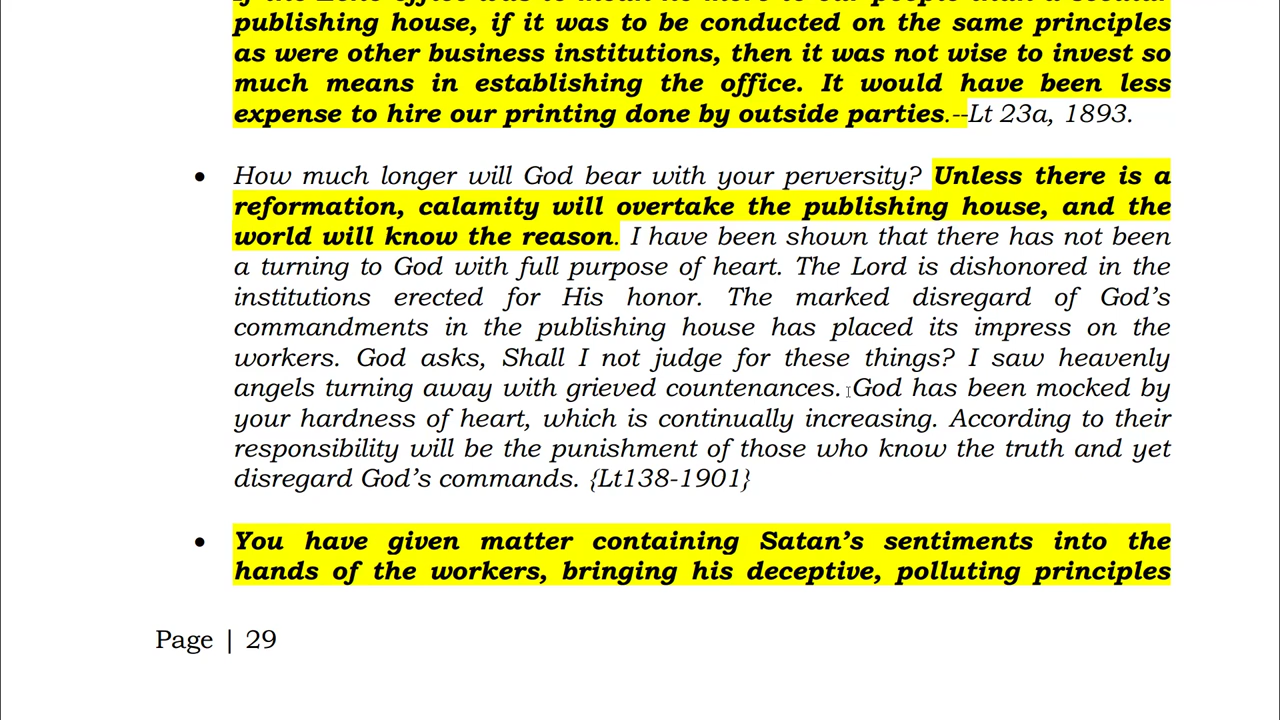 publishing house, if it was to be conducted on the same principles
as were other business institutions, then it was not wise to invest so
much means in establishing the office. It would have been less
expense to hire our printing done by outside parties.--Lt 23a, 1893.
• How much longer will God bear with your perversity? Unless there is a
reformation, calamity will overtake the publishing house, and the
world will know the reason. I have been shown that there has not been
a turning to God with full purpose of heart. The Lord is dishonored in the
institutions erected for His honor. The marked disregard of God’s
commandments in the publishing house has placed its impress on the
workers. God asks, Shall I not judge for these things? I saw heavenly
angels turning away with grieved countenances. God has been mocked by
your hardness of heart, which is continually increasing. According to their
responsibility will be the punishment of those who know the truth and yet
disregard God’s commands. {Lt138-1901}
• You have given matter containing Satan’s sentiments into the
hands of the workers, bringing his deceptive, polluting principles
Page | 29